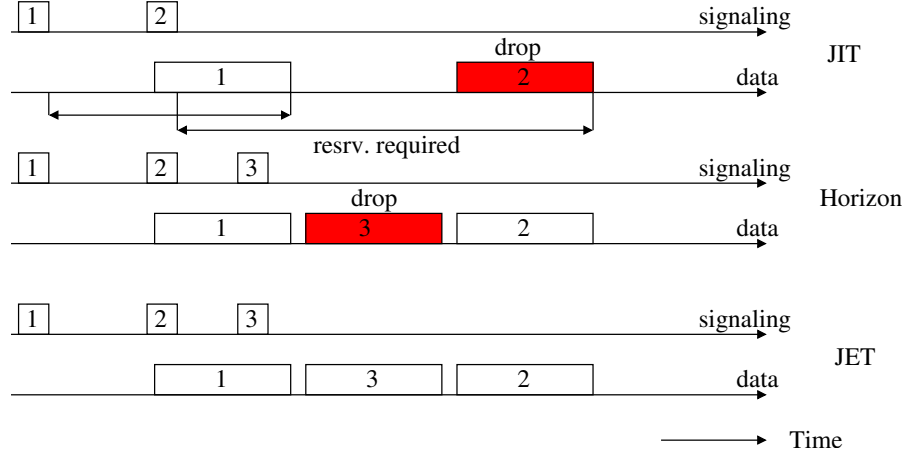 1 2 signaling
drop JIT
1 2 data
resrv. required
1 2 3 signaling
drop Horizon
1 3 2 data
1 2 3 signaling
JET
1 3 2 data
Time